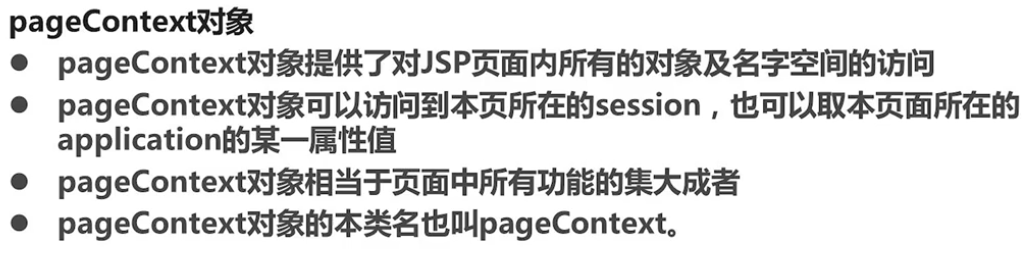 pageContext对象
● pageContext对象提供了对JSP页面内所有的对象及名字空间的访问
● pageContext对象可以访问到本页所在的session，也可以取本页面所在的
application的某一属性值
● pageContext对象相当于页面中所有功能的集大成者
● pageContext对象的本类名也叫pageContext。